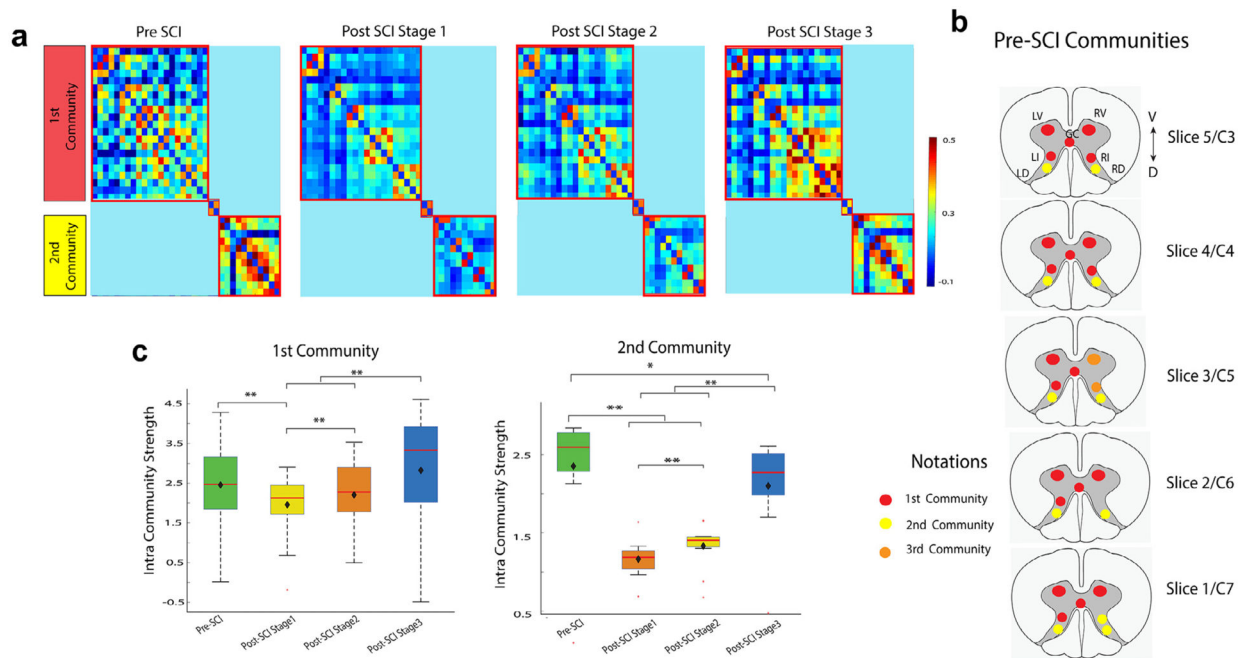 a
Pre SCI
Post SCI Stage 1
Post SCI Stage 2
Post SCI Stage 3
1st
Community
2nd
Community
0.5
0.3
-0.1
b
Pre-SCI Communities
LV
RV
GC
LI
RI
LD
RD
V
D
Slice 5/C3
Slice 4/C4
Slice 3/C5
Slice 2/C6
Slice 1/C7
Notations
1st Community
2nd Community
3rd Community
c
1st Community
Intra Community Strength
4.5
3.5
2.5
1.5
0.5
-0.5
**
**
**
Pre-SCI
Post-SCI Stage1
Post-SCI Stage2
Post-SCI Stage3
2nd Community
Intra Community Strength
2.5
1.5
0.5
*
**
**
**
Pre-SCI
Post-SCI Stage1
Post-SCI Stage2
Post-SCI Stage3